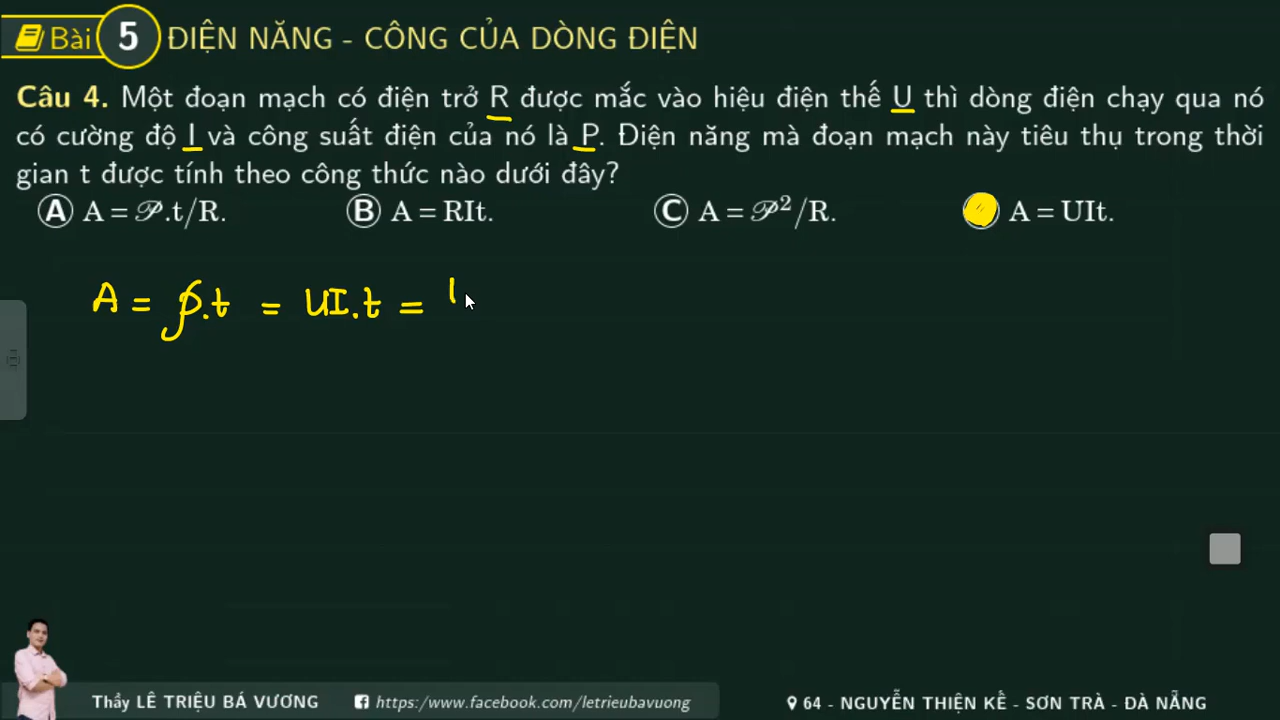 Bài 5 ĐIỆN NĂNG - CÔNG CỦA DÒNG ĐIỆN
Câu 4. Một đoạn mạch có điện trở R được mắc vào hiệu điện thế U thì dòng điện chạy qua nó
có cường độ I và công suất điện của nó là P. Điện năng mà đoạn mạch này tiêu thụ trong thời
gian t được tính theo công thức nào dưới đây?
A A = 𝒫.t/R. B A = RIt. C A = 𝒫²/R. A = UIt.
A = 𝒫.t = UI.t =
Thầy LÊ TRIỆU BÁ VƯƠNG https://www.facebook.com/letrieubavuong 64 - NGUYỄN THIỆN KẾ - SƠN TRÀ - ĐÀ NẴNG